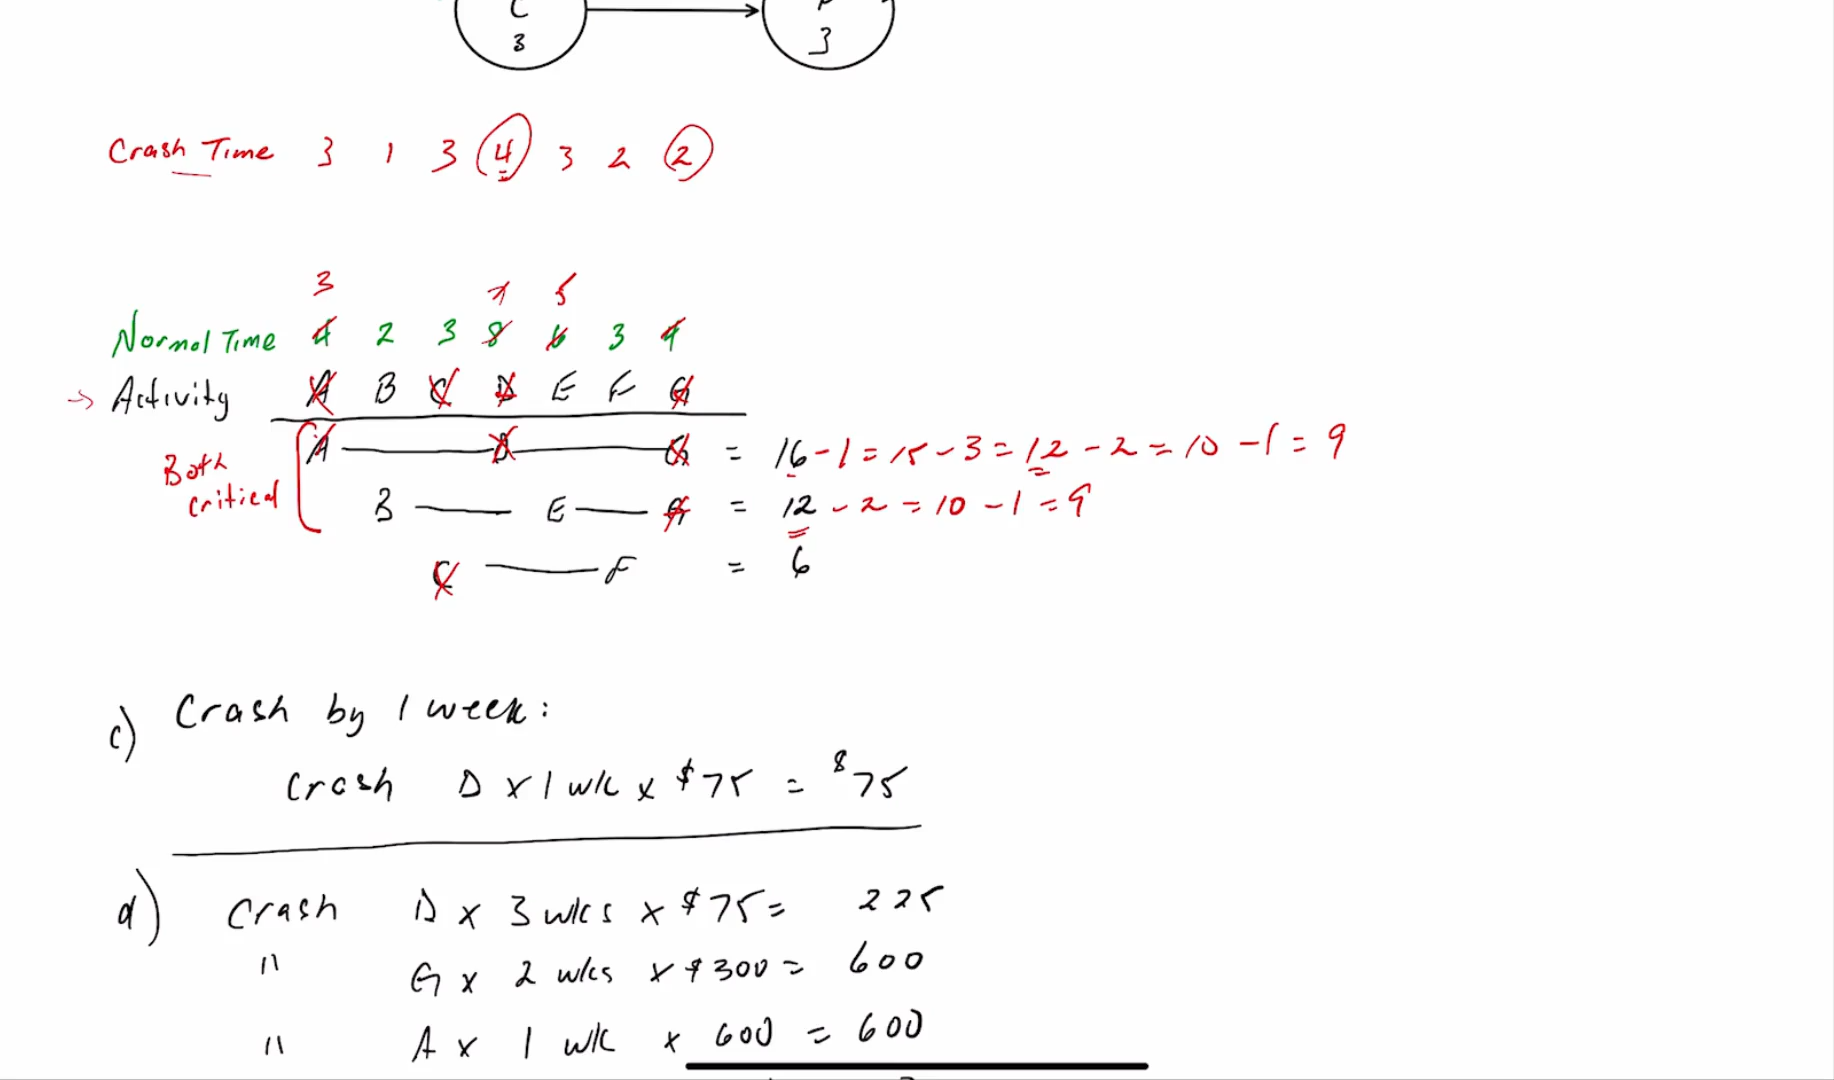 C
3 3
Crash Time 3 1 3 4 3 2 2
3 7 5
Normal Time 4 2 3 8 6 3 4
→ Activity A B C D E F G
Both critical
A — D — G = 16 - 1 = 15 - 3 = 12 - 2 = 10 - 1 = 9
B — E — G = 12 - 2 = 10 - 1 = 9
C — F = 6
c) Crash by 1 week:
Crash D x 1 wk x $75 = $75
d) Crash D x 3 wks x $75 = 225
" G x 2 wks x $300 = 600
" A x 1 wk x 600 = 600